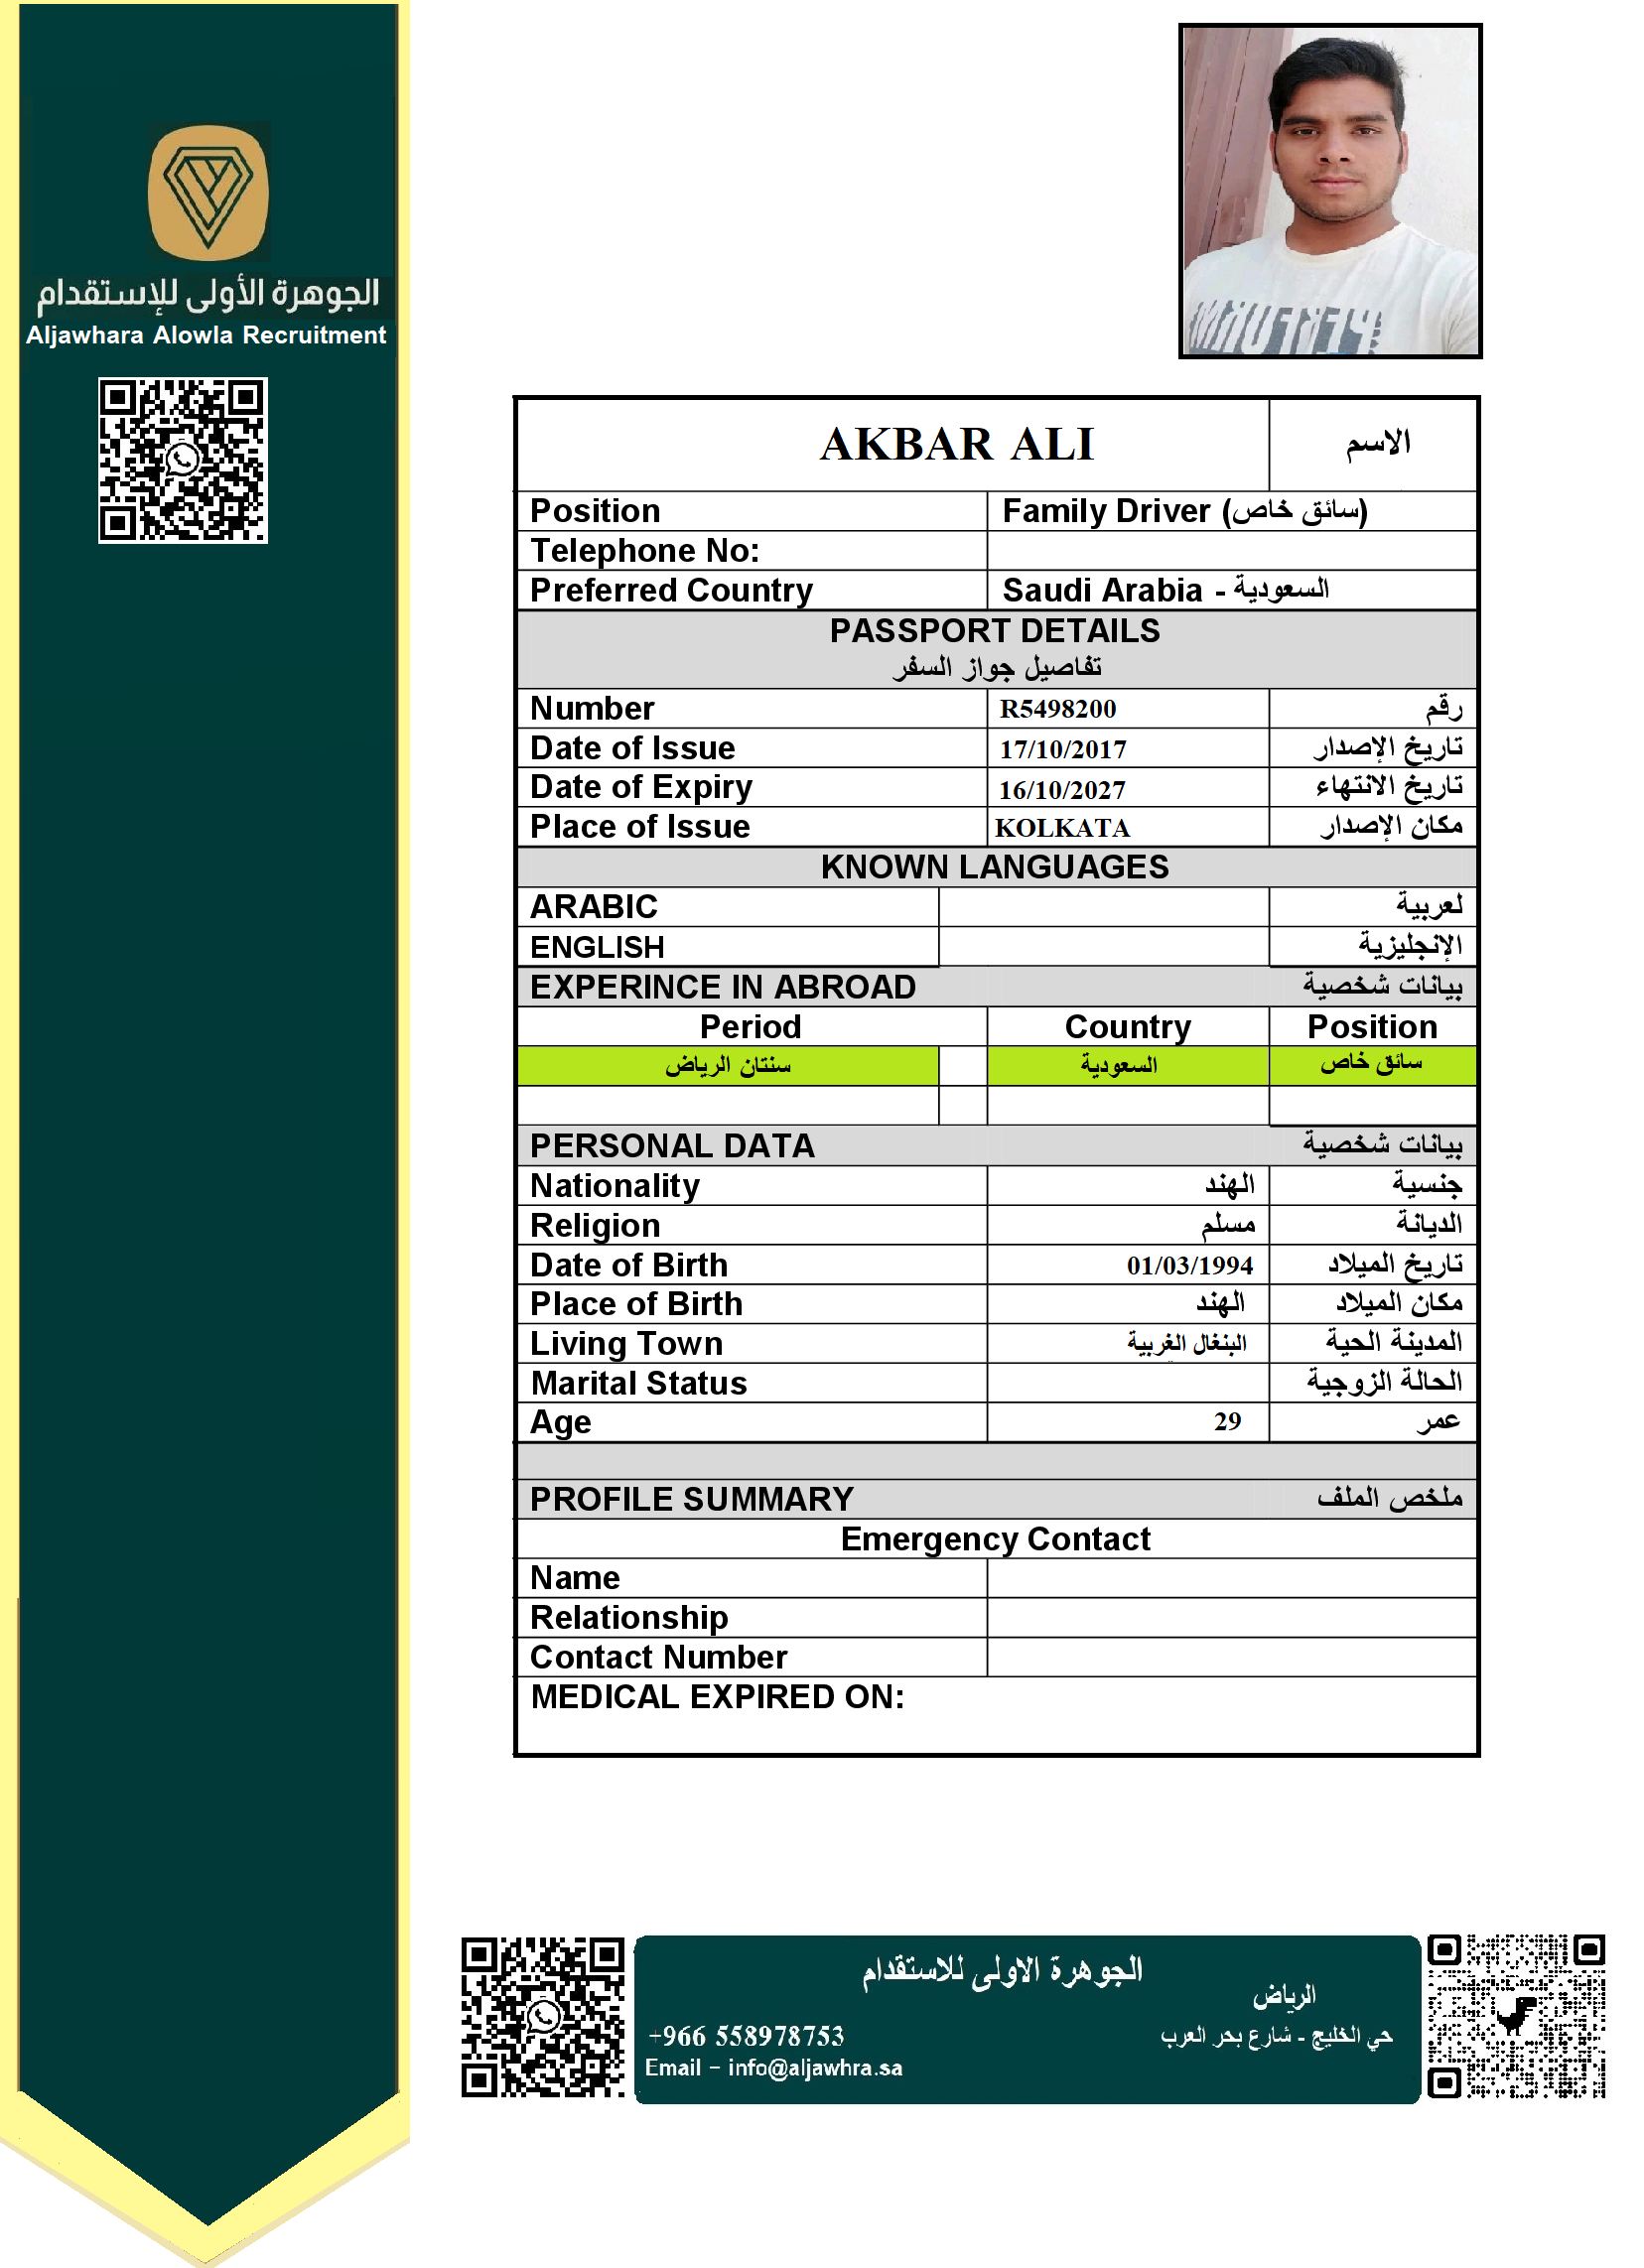 الجوهرة الأولى للإستقدام
Aljawhara Alowla Recruitment
AKBAR ALI الاسم
Position Family Driver (سائق خاص)
Telephone No:
Preferred Country Saudi Arabia - السعودية
PASSPORT DETAILS
تفاصيل جواز السفر
Number R5498200 رقم
Date of Issue 17/10/2017 تاريخ الإصدار
Date of Expiry 16/10/2027 تاريخ الانتهاء
Place of Issue KOLKATA مكان الإصدار
KNOWN LANGUAGES
ARABIC لعربية
ENGLISH الإنجليزية
EXPERINCE IN ABROAD بيانات شخصية
Period Country Position
سنتان الرياض السعودية سائق خاص
PERSONAL DATA بيانات شخصية
Nationality الهند جنسية
Religion مسلم الديانة
Date of Birth 01/03/1994 تاريخ الميلاد
Place of Birth الهند مكان الميلاد
Living Town البنغال الغربية المدينة الحية
Marital Status الحالة الزوجية
Age 29 عمر
PROFILE SUMMARY ملخص الملف
Emergency Contact
Name
Relationship
Contact Number
MEDICAL EXPIRED ON:
الجوهرة الاولى للاستقدام
الرياض
+966 558978753 حي الخليج - شارع بحر العرب
Email - info@aljawhra.sa